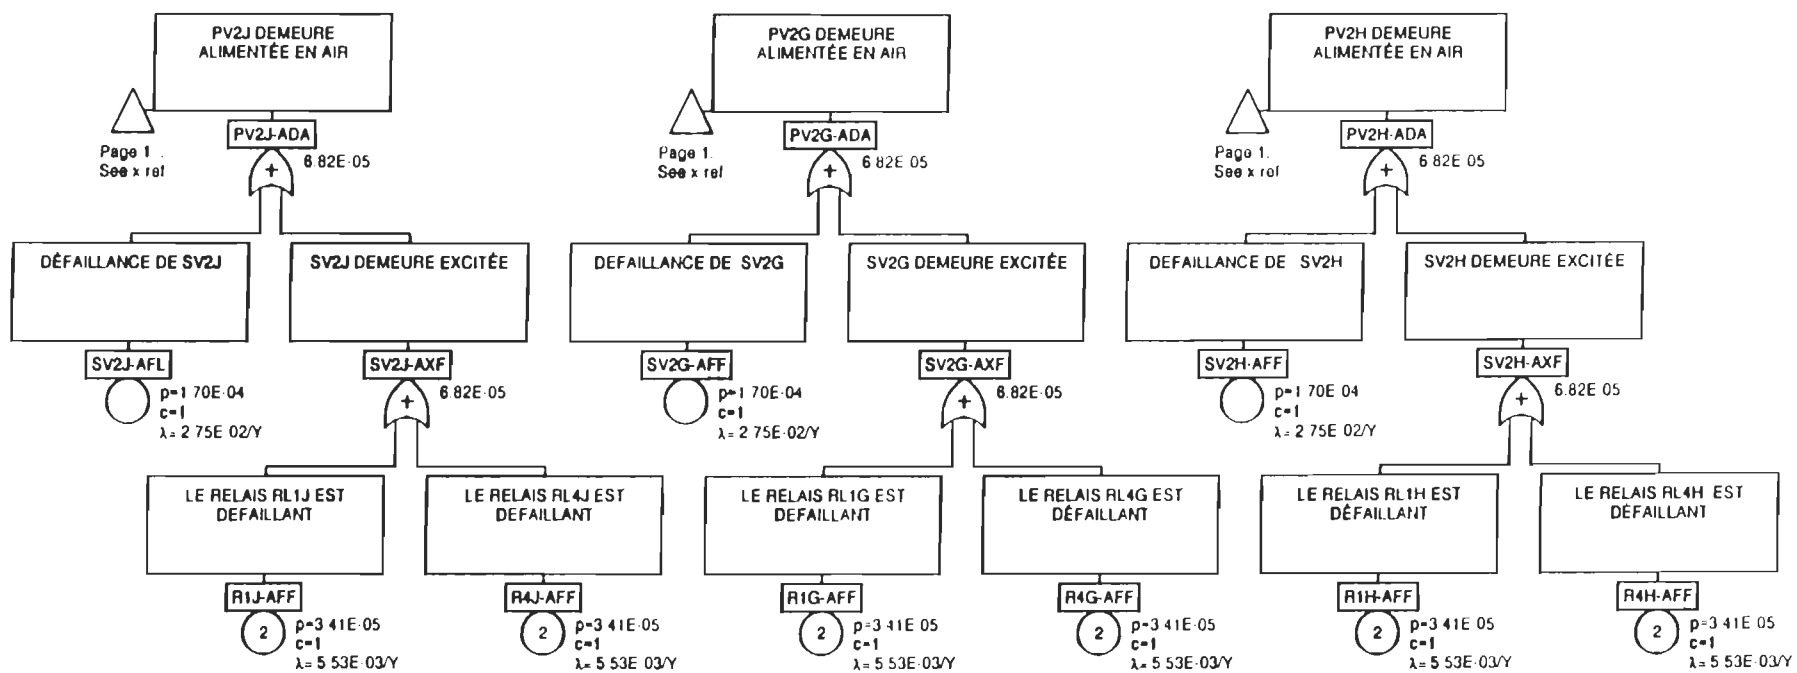 PV2J DEMEURE
ALIMENTÉE EN AIR
PV2G DEMEURE
ALIMENTÉE EN AIR
PV2H DEMEURE
ALIMENTÉE EN AIR
Page 1.
See x ref
PV2J-ADA
6.82E-05
Page 1.
See x ref
PV2G-ADA
6 82E 05
Page 1.
See x ref
PV2H-ADA
6.82E 05
DÉFAILLANCE DE SV2J
SV2J DEMEURE EXCITÉE
DEFAILLANCE DE SV2G
SV2G DEMEURE EXCITÉE
DEFAILLANCE DE SV2H
SV2H DEMEURE EXCITÉE
SV2J-AFL
p=1 70E-04
c=1
λ= 2 75E 02/Y
SV2J-AXF
6.82E-05
SV2G-AFF
p=1 70E-04
c=1
λ= 2 75E-02/Y
SV2G-AXF
6.82E-05
SV2H-AFF
p=1 70E 04
c=1
λ= 2 75E 02/Y
SV2H-AXF
6.82E 05
LE RELAIS RL1J EST
DEFAILLANT
LE RELAIS RL4J EST
DEFAILLANT
LE RELAIS RL1G EST
DEFAILLANT
LE RELAIS RL4G EST
DÉFAILLANT
LE RELAIS RL1H EST
DÉFAILLANT
LE RELAIS RL4H EST
DÉFAILLANT
R1J-AFF
2
p=3 41E-05
c=1
λ= 5 53E-03/Y
R4J-AFF
2
p=3 41E-05
c=1
λ= 5 53E 03/Y
R1G-AFF
2
p=3 41E 05
c=1
λ= 5 53E-03/Y
R4G-AFF
2
p=3 41E 05
c=1
λ= 5 53E-03/Y
R1H-AFF
2
p=3 41E 05
c=1
λ= 5 53E-03/Y
R4H-AFF
2
p=3 41E 05
c=1
λ= 5 53E-03/Y